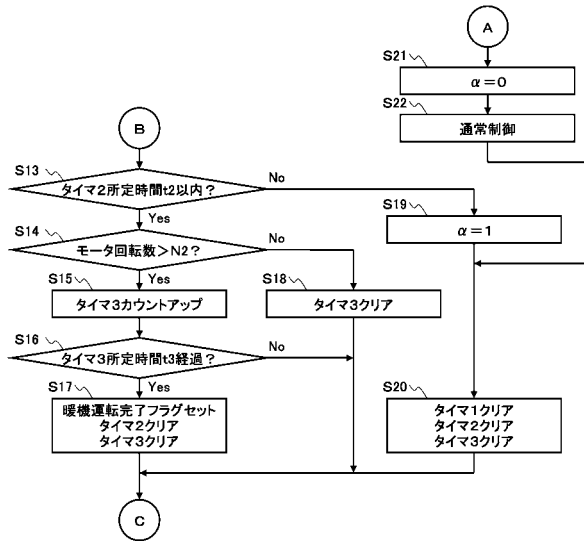 A
S21
α=0
S22
通常制御
B
S13
タイマ2所定時間t2以内?
No
Yes
S19
α=1
S14
モータ回転数>N2?
No
Yes
S15
タイマ3カウントアップ
S18
タイマ3クリア
S16
タイマ3所定時間t3経過?
No
Yes
S17
暖機運転完了フラグセット
タイマ2クリア
タイマ3クリア
S20
タイマ1クリア
タイマ2クリア
タイマ3クリア
C